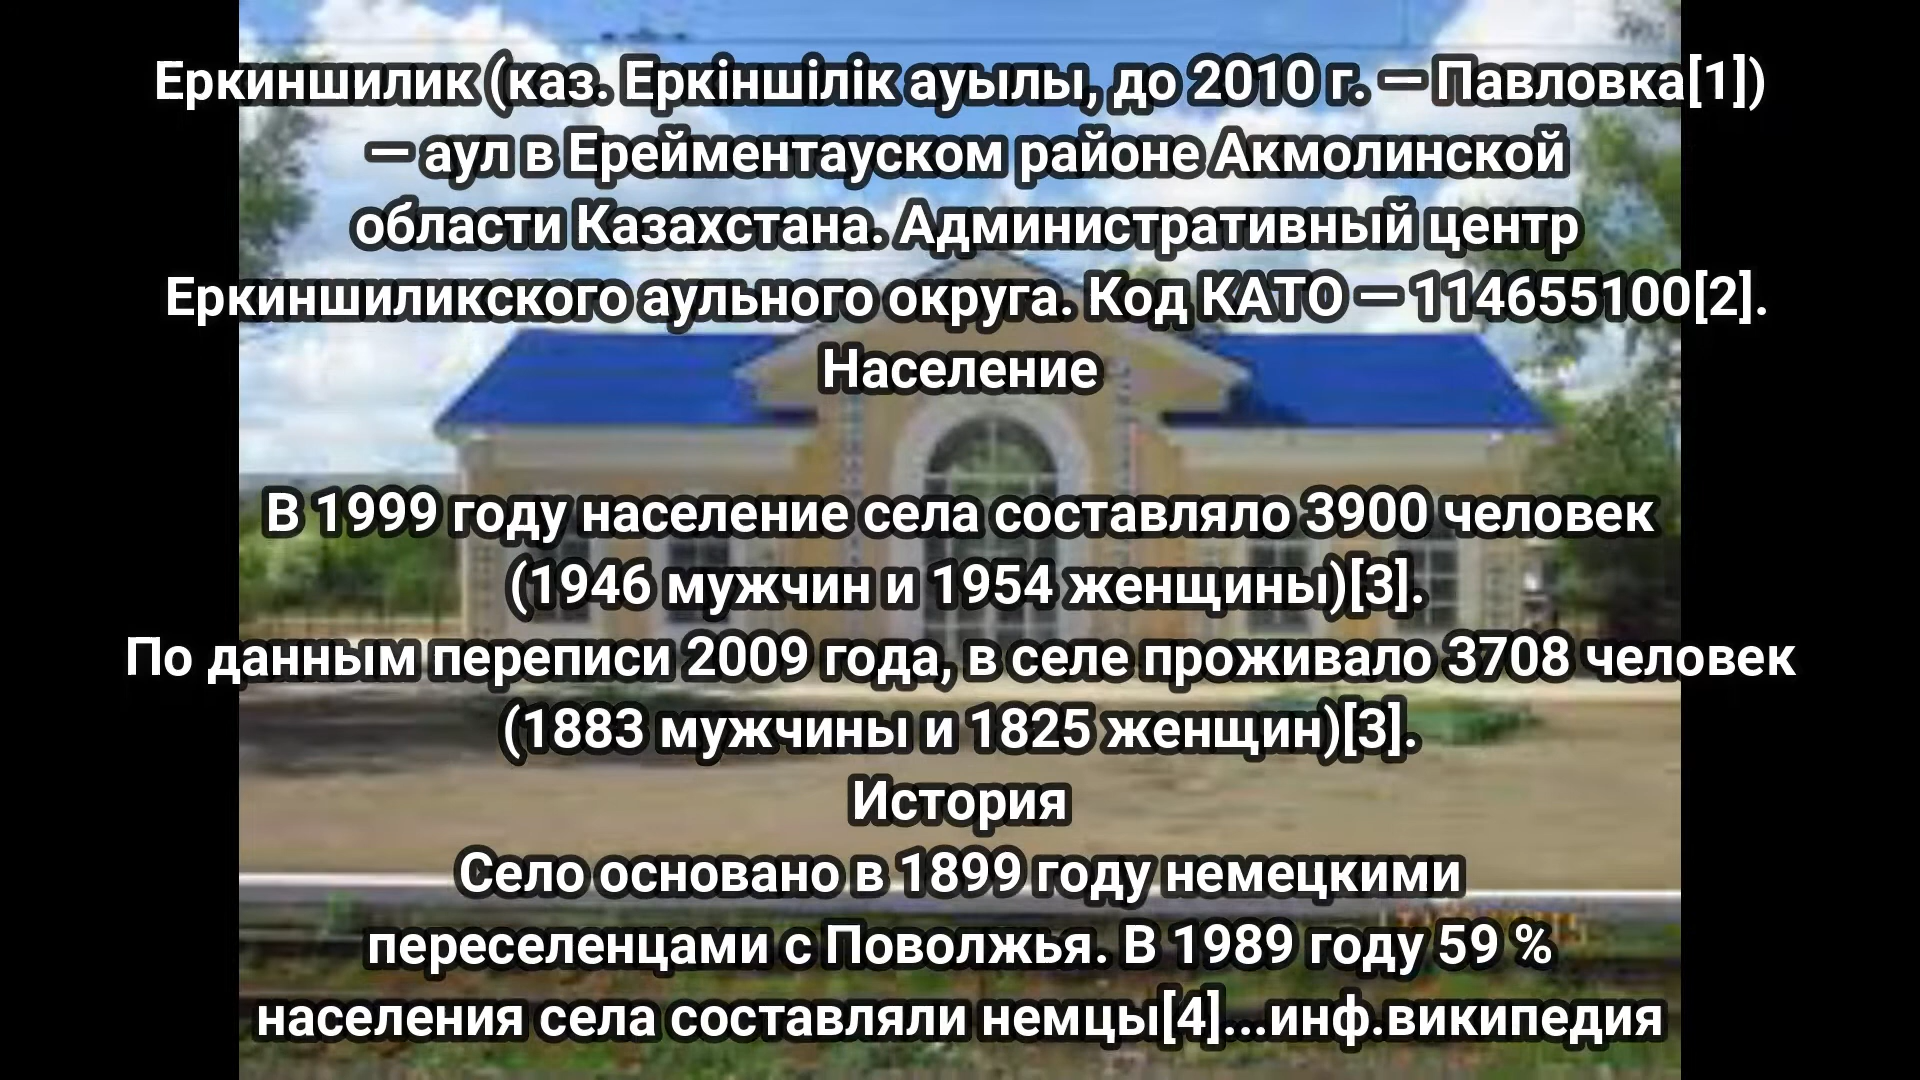 Еркиншилик (каз. Еркіншілік ауылы, до 2010 г. — Павловка[1])
— аул в Ерейментауском районе Акмолинской
области Казахстана. Административный центр
Еркиншиликского аульного округа. Код КАТО — 114655100[2].
Население
В 1999 году население села составляло 3900 человек
(1946 мужчин и 1954 женщины)[3].
По данным переписи 2009 года, в селе проживало 3708 человек
(1883 мужчины и 1825 женщин)[3].
История
Село основано в 1899 году немецкими
переселенцами с Поволжья. В 1989 году 59 %
населения села составляли немцы[4]...инф.википедия